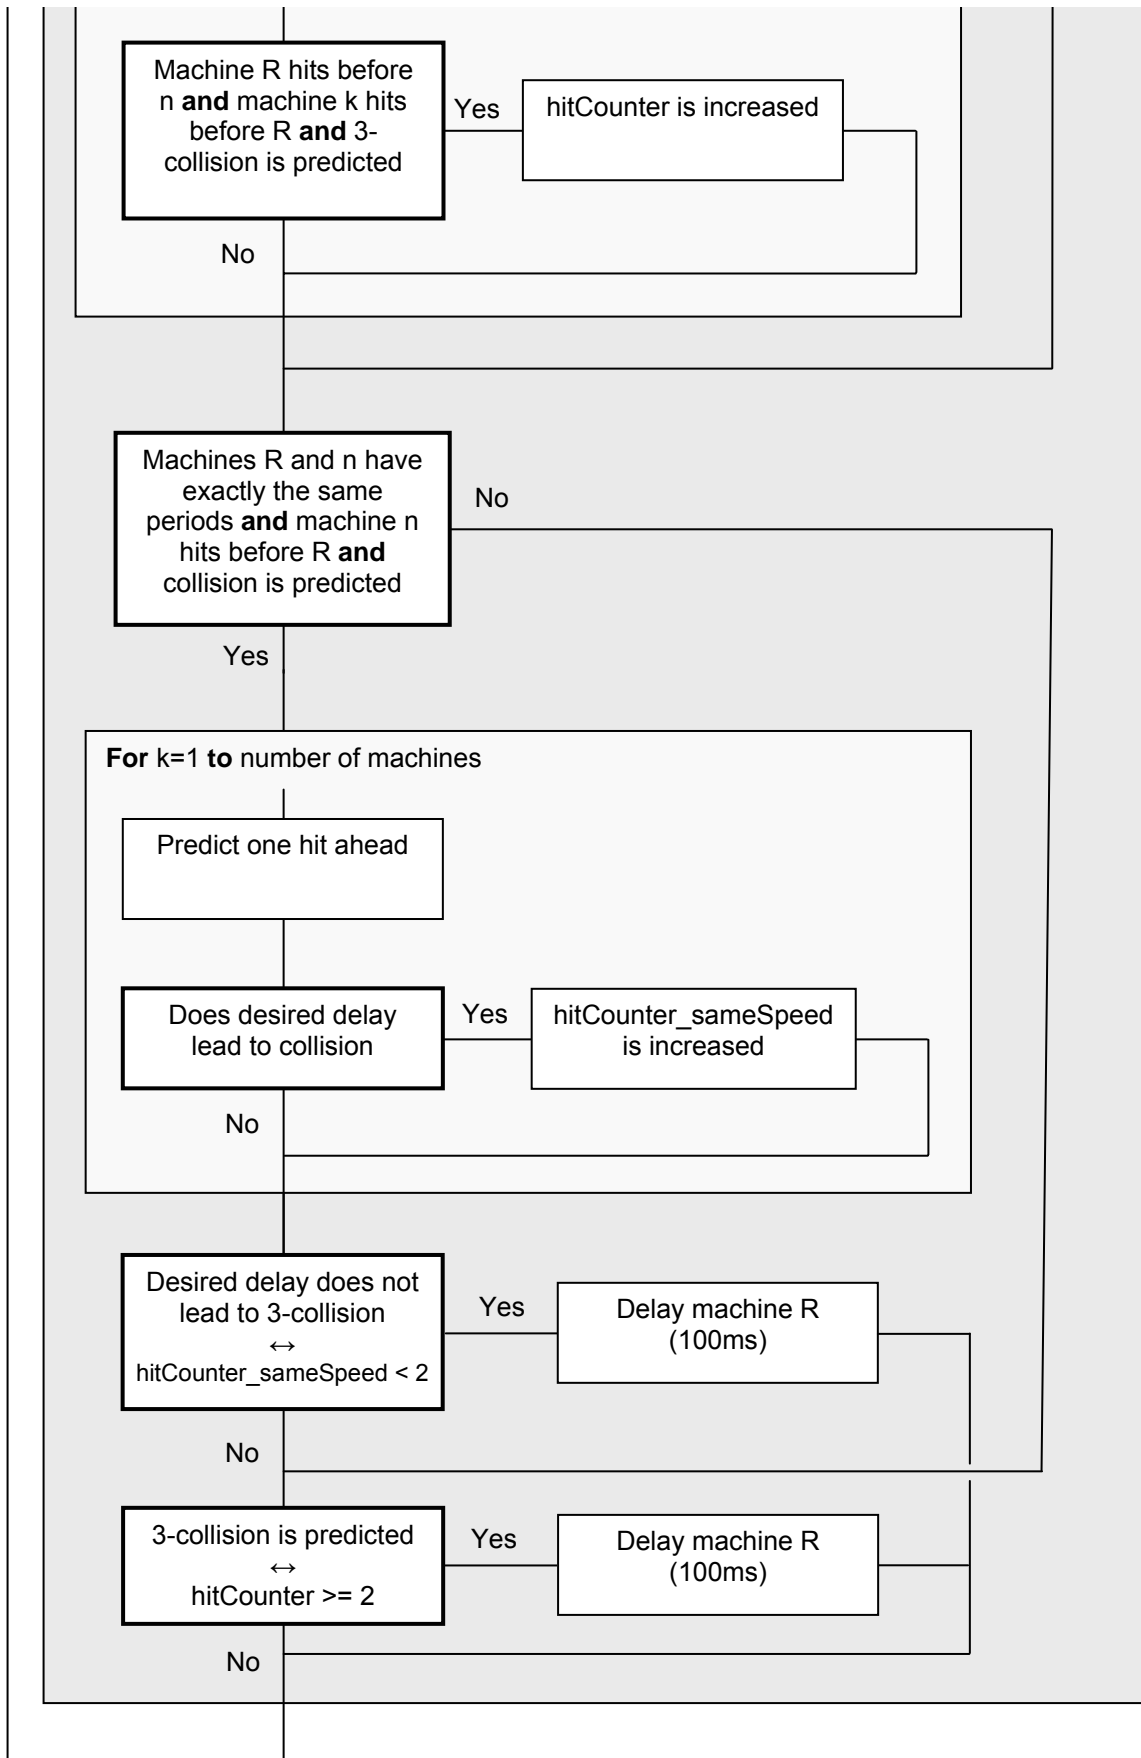 Machine R hits before
n and machine k hits
before R and 3-
collision is predicted
Yes
hitCounter is increased
No
Machines R and n have
exactly the same
periods and machine n
hits before R and
collision is predicted
No
Yes
For k=1 to number of machines
Predict one hit ahead
Does desired delay
lead to collision
Yes
hitCounter_sameSpeed
is increased
No
Desired delay does not
lead to 3-collision
↔
hitCounter_sameSpeed < 2
Yes
Delay machine R
(100ms)
No
3-collision is predicted
↔
hitCounter >= 2
Yes
Delay machine R
(100ms)
No